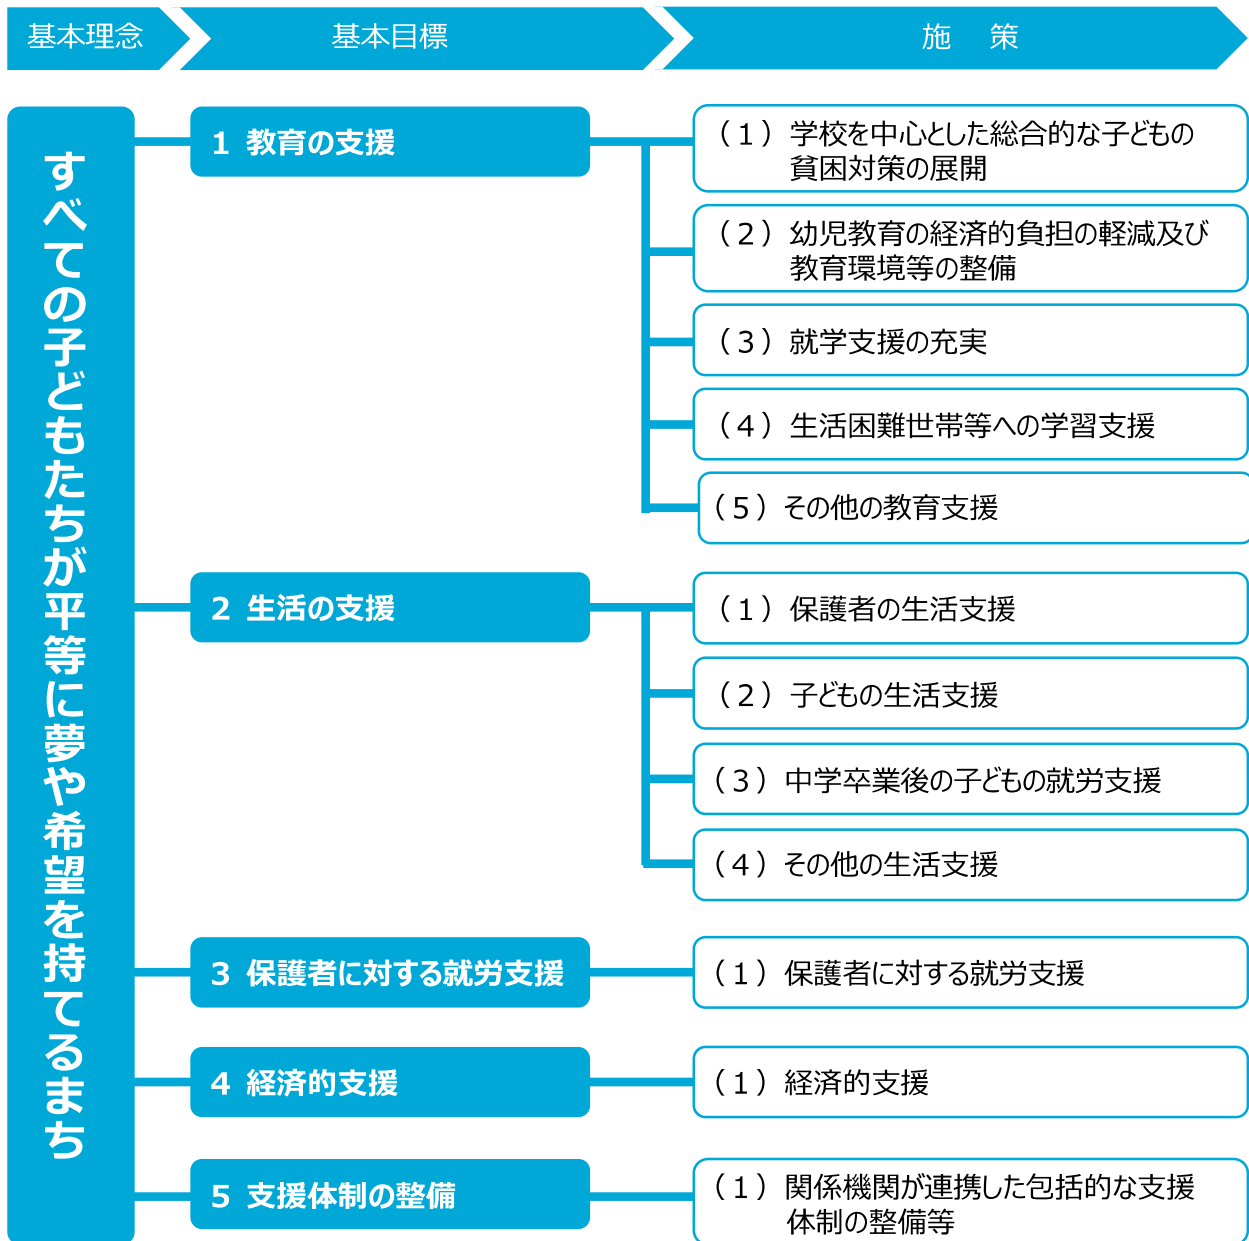 基本理念
基本目標
施　策
すべての子どもたちが平等に夢や希望を持てるまち
1 教育の支援
（１）学校を中心とした総合的な子どもの
貧困対策の展開
（２）幼児教育の経済的負担の軽減及び
教育環境等の整備
（３）就学支援の充実
（４）生活困難世帯等への学習支援
（５）その他の教育支援
2 生活の支援
（１）保護者の生活支援
（２）子どもの生活支援
（３）中学卒業後の子どもの就労支援
（４）その他の生活支援
3 保護者に対する就労支援
（１）保護者に対する就労支援
4 経済的支援
（１）経済的支援
5 支援体制の整備
（１）関係機関が連携した包括的な支援
体制の整備等